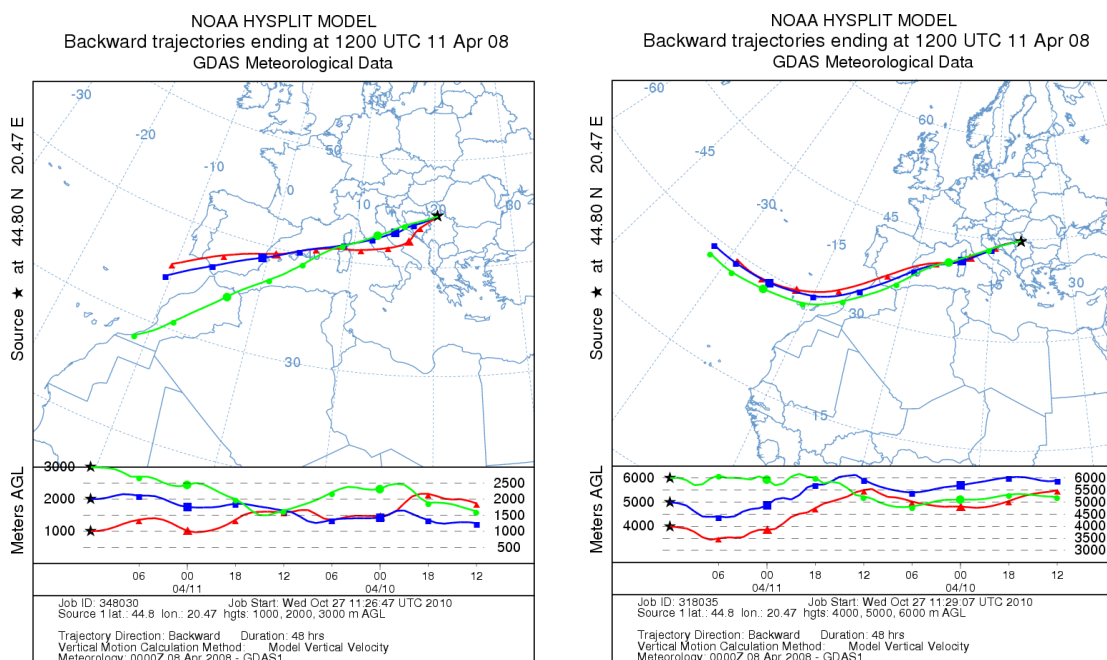 NOAA HYSPLIT MODEL
Backward trajectories ending at 1200 UTC 11 Apr 08
GDAS Meteorological Data
Source ★ at 44.80 N 20.47 E
-30
-20
-10
0
10
20
30
50
40
30
Meters AGL
3000
2000
1000
2500
2000
1500
1000
500
06 00 18 12 06 00 18 12
04/11 04/10
Job ID: 348030 Job Start: Wed Oct 27 11:26:47 UTC 2010
Source 1 lat.: 44.8 lon.: 20.47 hgts: 1000, 2000, 3000 m AGL
Trajectory Direction: Backward Duration: 48 hrs
Vertical Motion Calculation Method: Model Vertical Velocity
Meteorology: 0000Z 08 Apr 2008 - GDAS1
NOAA HYSPLIT MODEL
Backward trajectories ending at 1200 UTC 11 Apr 08
GDAS Meteorological Data
Source ★ at 44.80 N 20.47 E
-60
-45
-30
-15
60
45
30
30
15
Meters AGL
6000
5000
4000
6000
5500
5000
4500
4000
3500
3000
06 00 18 12 06 00 18 12
04/11 04/10
Job ID: 318035 Job Start: Wed Oct 27 11:29:07 UTC 2010
Source 1 lat.: 44.8 lon.: 20.47 hgts: 4000, 5000, 6000 m AGL
Trajectory Direction: Backward Duration: 48 hrs
Vertical Motion Calculation Method: Model Vertical Velocity
Meteorology: 0000Z 08 Apr 2008 - GDAS1